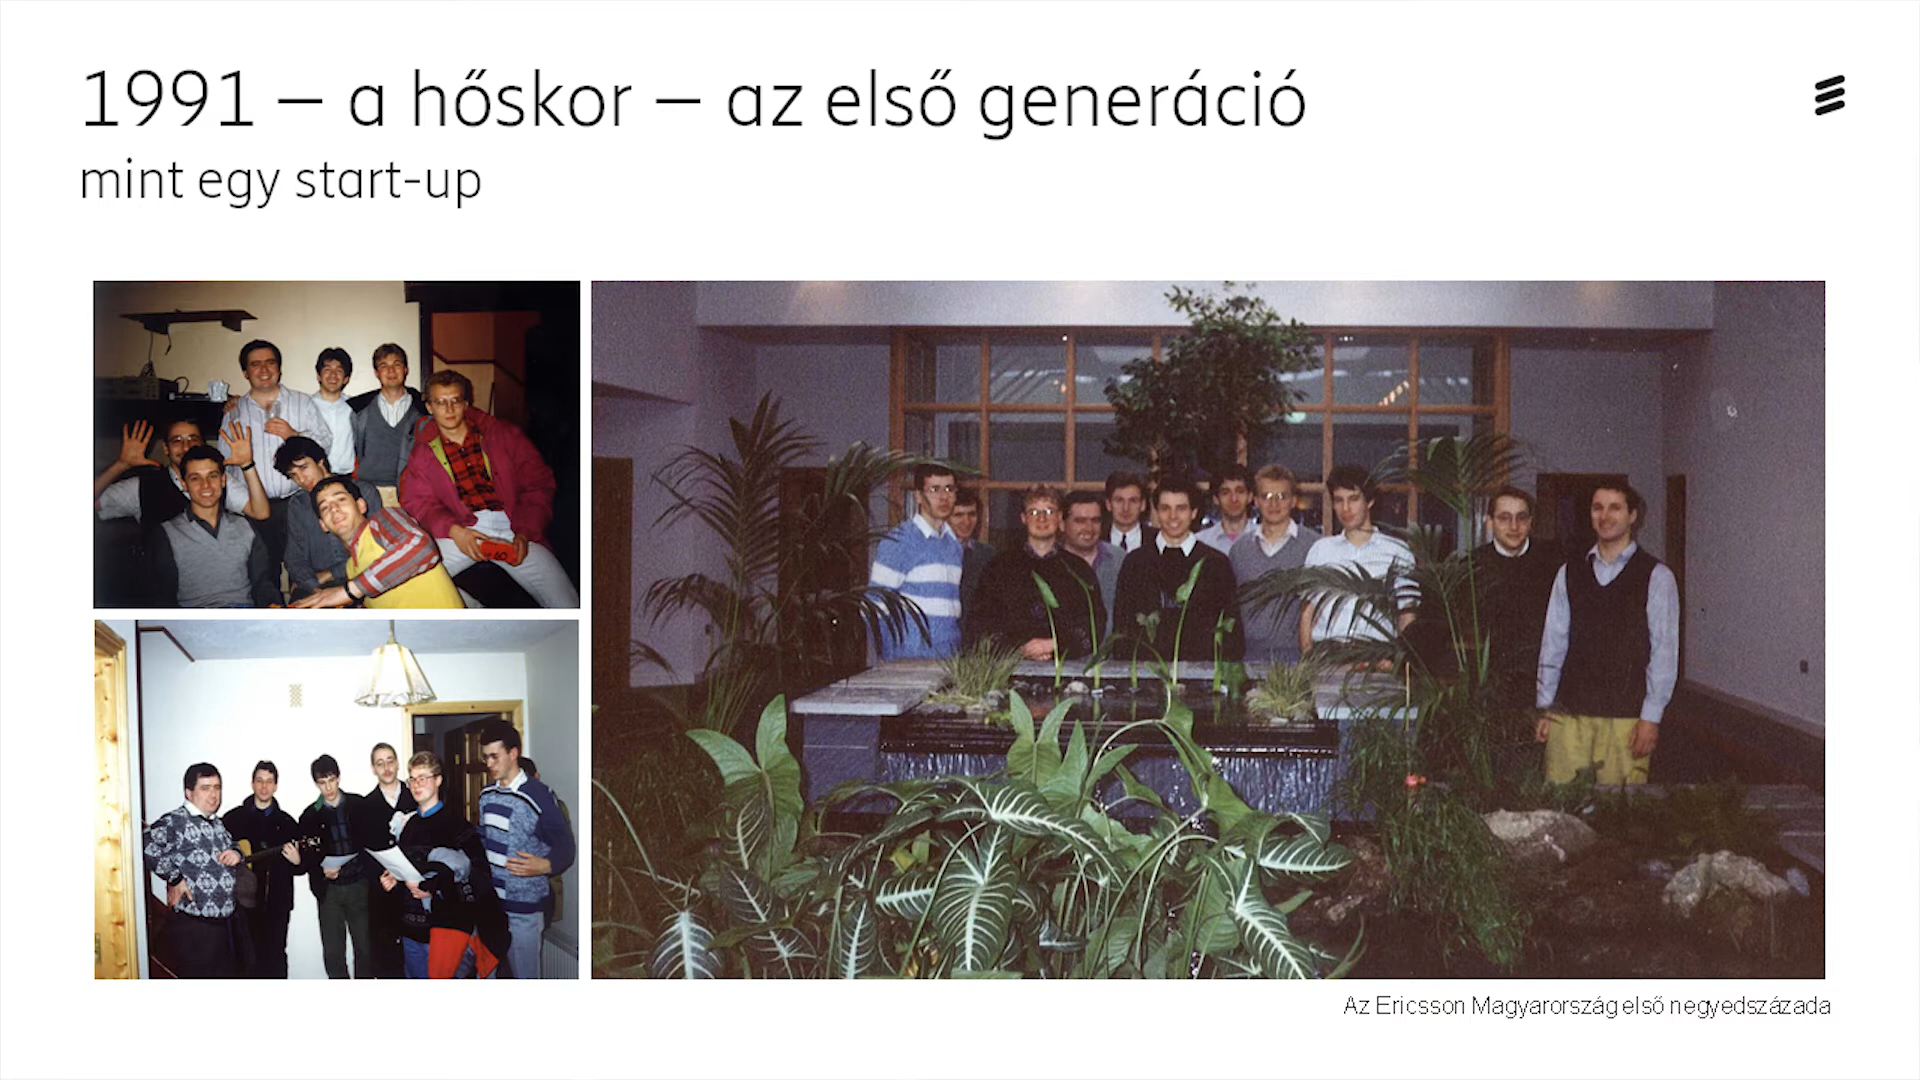 1991 – a hőskor – az első generáció
mint egy start-up
Az Ericsson Magyarország első negyedszázada